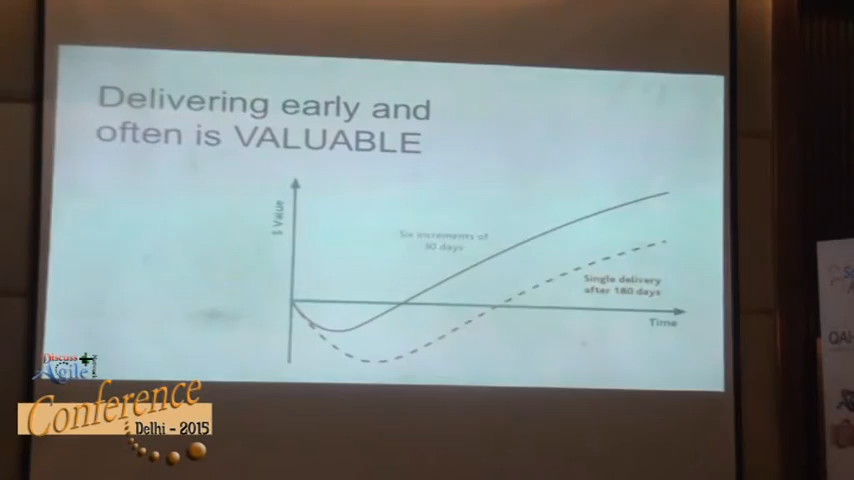 Delivering early and
often is VALUABLE
$ Value
Six increments of
30 days
Single delivery
after 180 days
Time
QAH
Discuss
Agile
Conference
Delhi - 2015